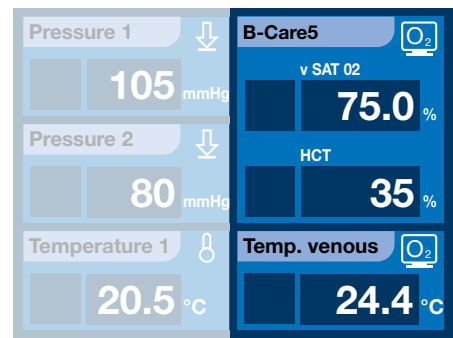 Pressure 1
105 mmHg
Pressure 2
80 mmHg
Temperature 1
20.5 °C
B-Care5
O₂
v SAT 02
75.0 %
HCT
35 %
Temp. venous
O₂
24.4 °C